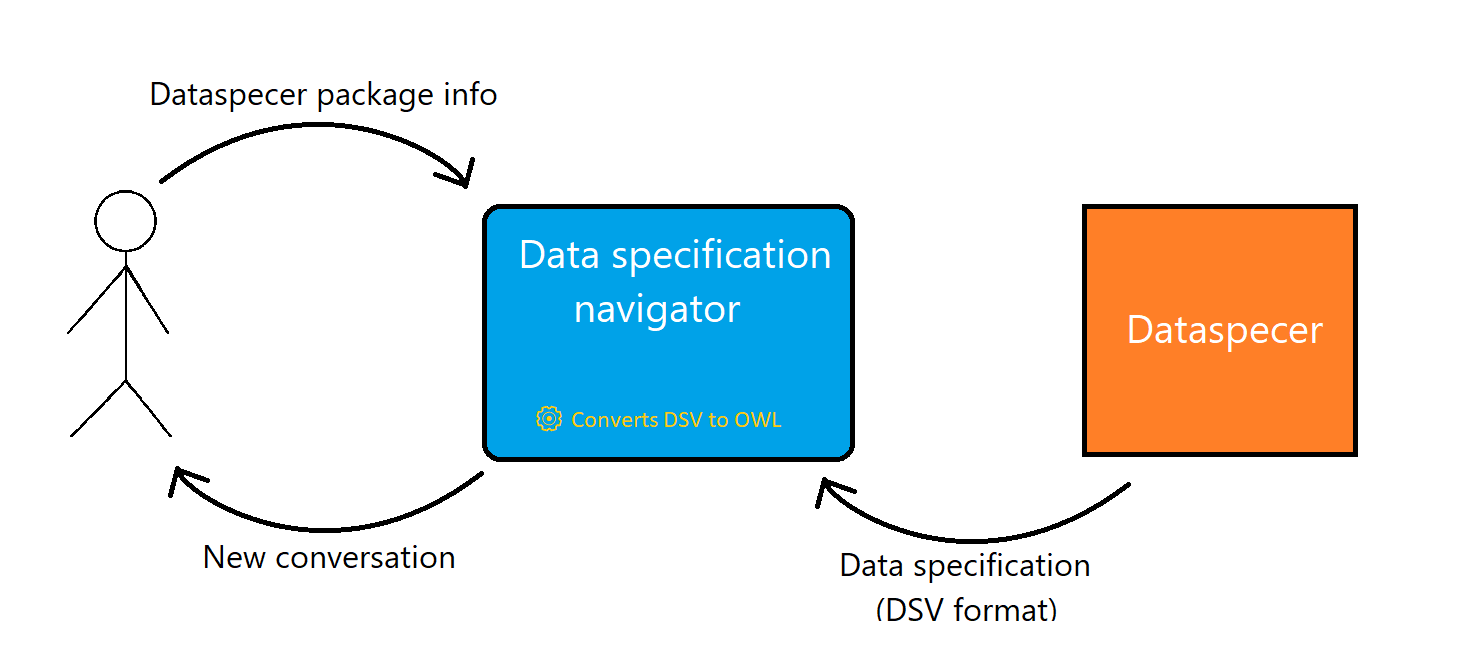 Dataspecer package info
Data specification
navigator
Converts DSV to OWL
Dataspecer
New conversation
Data specification
(DSV format)